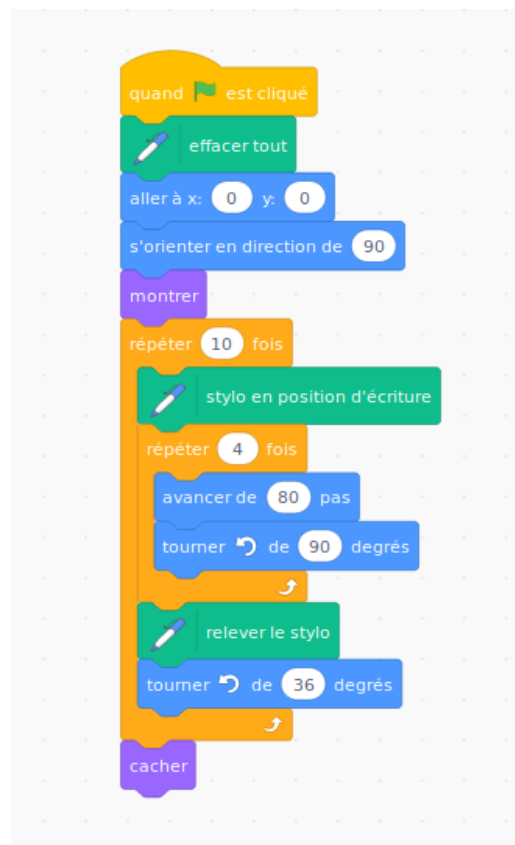 quand est cliqué
effacer tout
aller à x: 0 y: 0
s'orienter en direction de 90
montrer
répéter 10 fois
stylo en position d'écriture
répéter 4 fois
avancer de 80 pas
tourner de 90 degrés
relever le stylo
tourner de 36 degrés
cacher